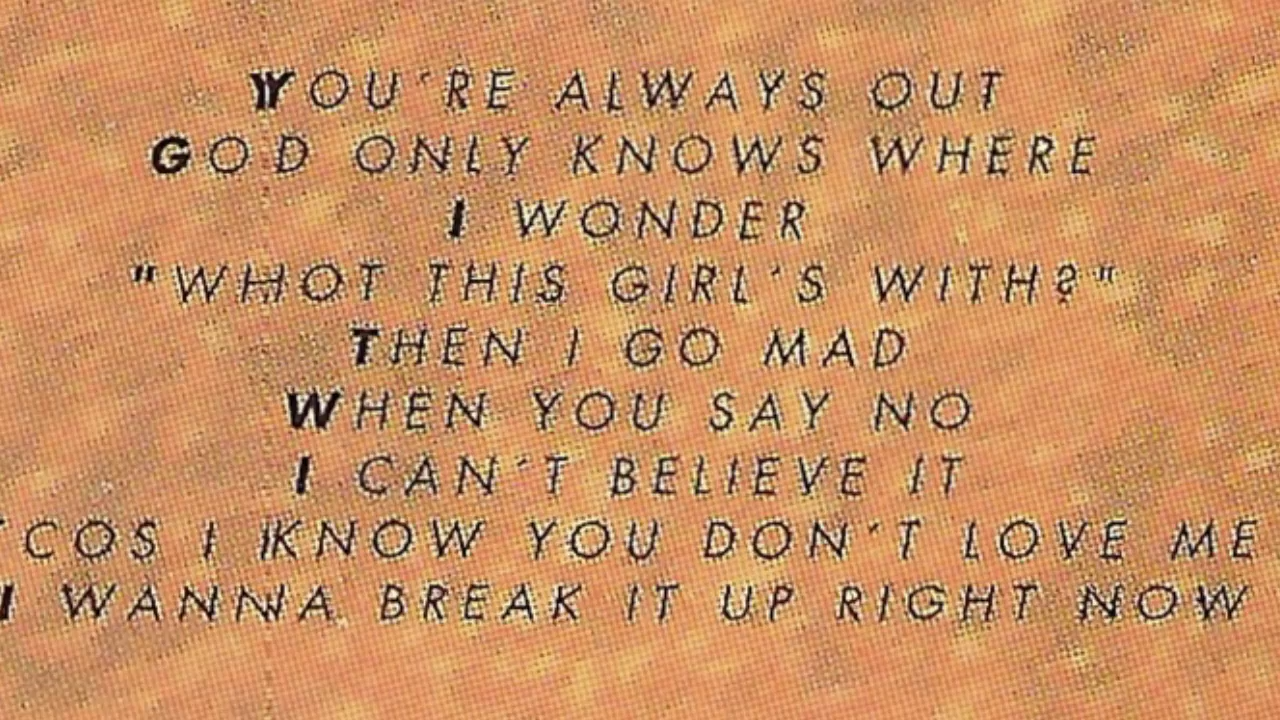 YOU'RE ALWAYS OUT
GOD ONLY KNOWS WHERE
I WONDER
"WHOT THIS GIRL'S WITH?"
THEN I GO MAD
WHEN YOU SAY NO
I CAN'T BELIEVE IT
'COS I KNOW YOU DON'T LOVE ME
I WANNA BREAK IT UP RIGHT NOW